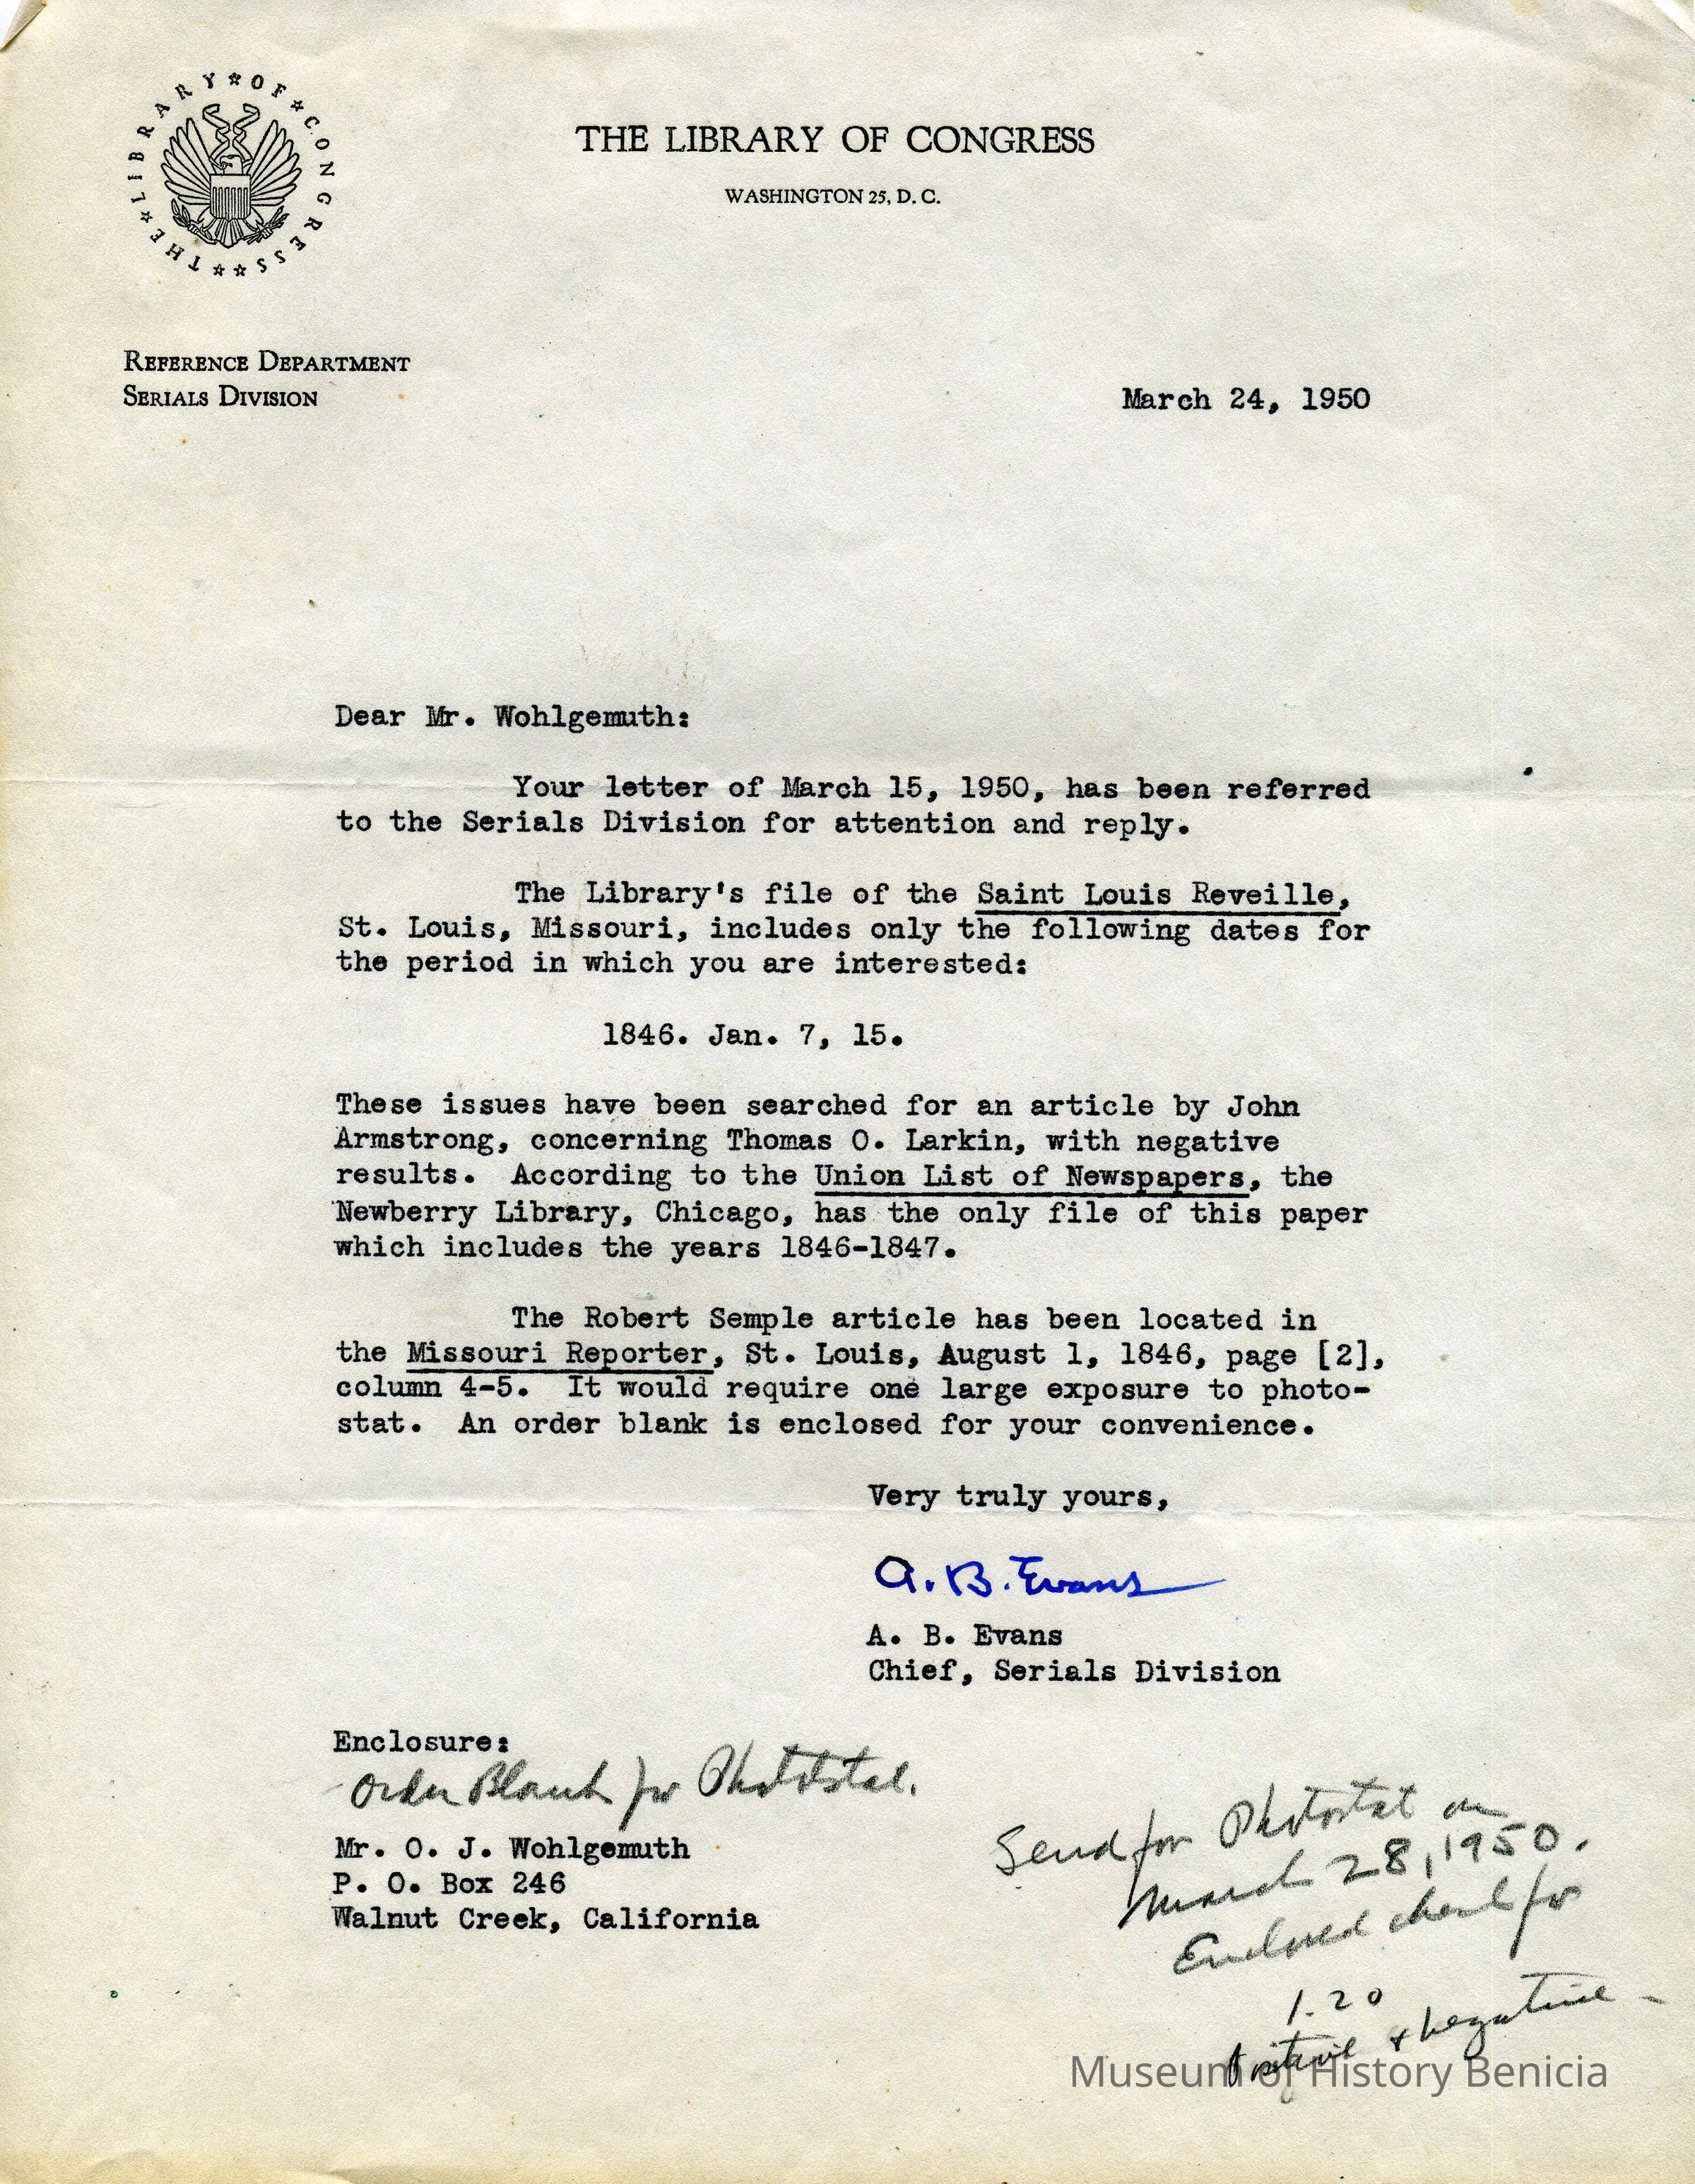 THE★LIBRARY★OF★CONGRESS★★
THE LIBRARY OF CONGRESS
WASHINGTON 25, D. C.
REFERENCE DEPARTMENT
SERIALS DIVISION
March 24, 1950
Dear Mr. Wohlgemuth:
Your letter of March 15, 1950, has been referred
to the Serials Division for attention and reply.
The Library's file of the Saint Louis Reveille,
St. Louis, Missouri, includes only the following dates for
the period in which you are interested:
1846. Jan. 7, 15.
These issues have been searched for an article by John
Armstrong, concerning Thomas O. Larkin, with negative
results. According to the Union List of Newspapers, the
Newberry Library, Chicago, has the only file of this paper
which includes the years 1846-1847.
The Robert Semple article has been located in
the Missouri Reporter, St. Louis, August 1, 1846, page [2],
column 4-5. It would require one large exposure to photo-
stat. An order blank is enclosed for your convenience.
Very truly yours,
A. B. Evans
A. B. Evans
Chief, Serials Division
Enclosure:
Order Blank for Photostat.
Mr. O. J. Wohlgemuth
P. O. Box 246
Walnut Creek, California
Send for Photostat on
March 28, 1950.
Enclosed check for
1.20
Positive + negative -
Museum of History Benicia